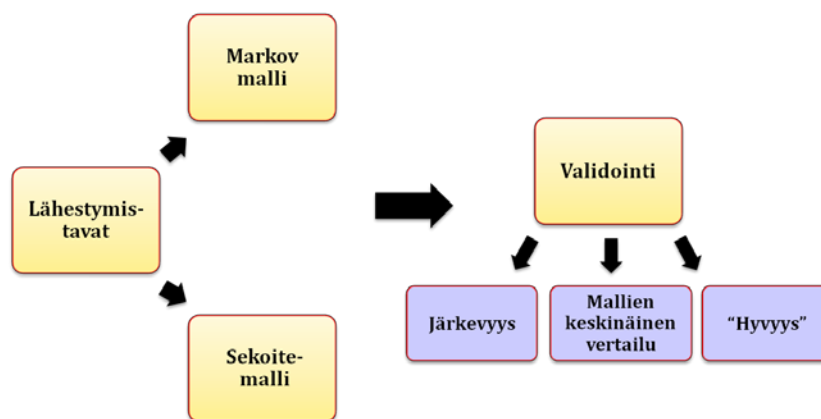 Markov
malli
Lähestymis-
tavat
Sekoite-
malli
Validointi
Järkevyys
Mallien
keskinäinen
vertailu
“Hyvyys”